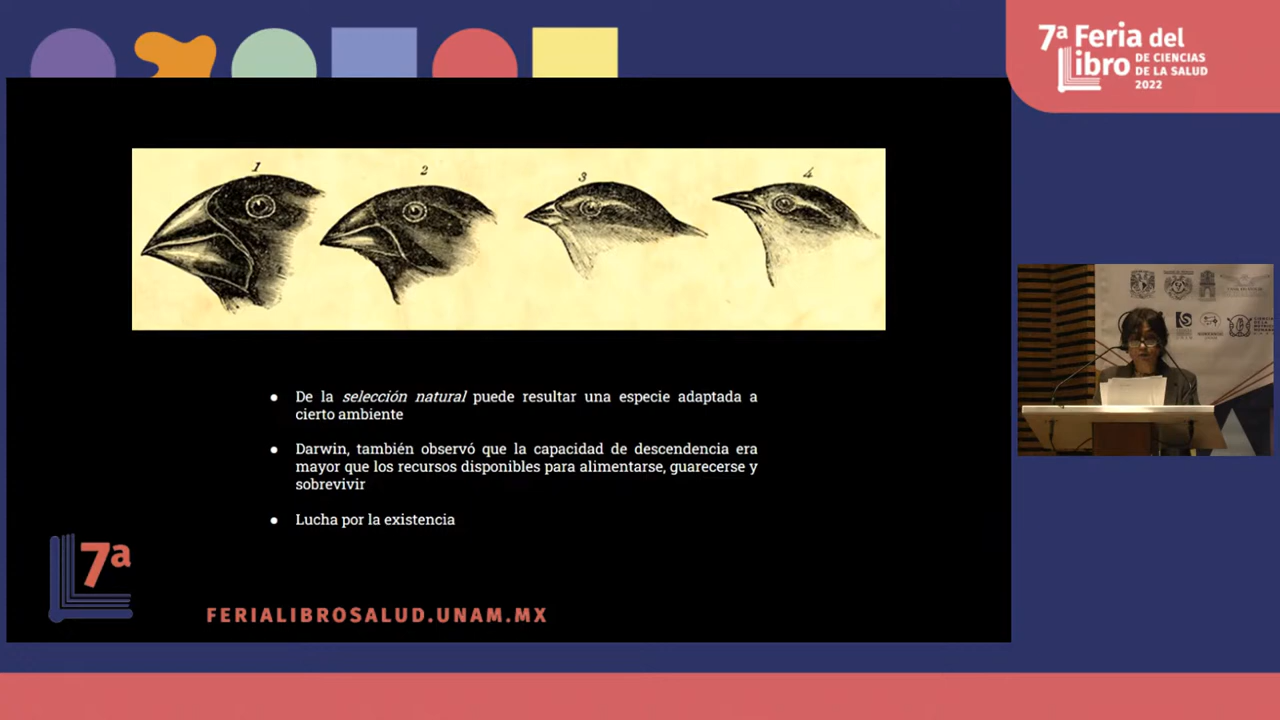 7ª Feria del
Libro DE CIENCIAS
DE LA SALUD
2022
1 2 3 4
● De la selección natural puede resultar una especie adaptada a
cierto ambiente
● Darwin, también observó que la capacidad de descendencia era
mayor que los recursos disponibles para alimentarse, guarecerse y
sobrevivir
● Lucha por la existencia
7ª
FERIALIBROSALUD.UNAM.MX